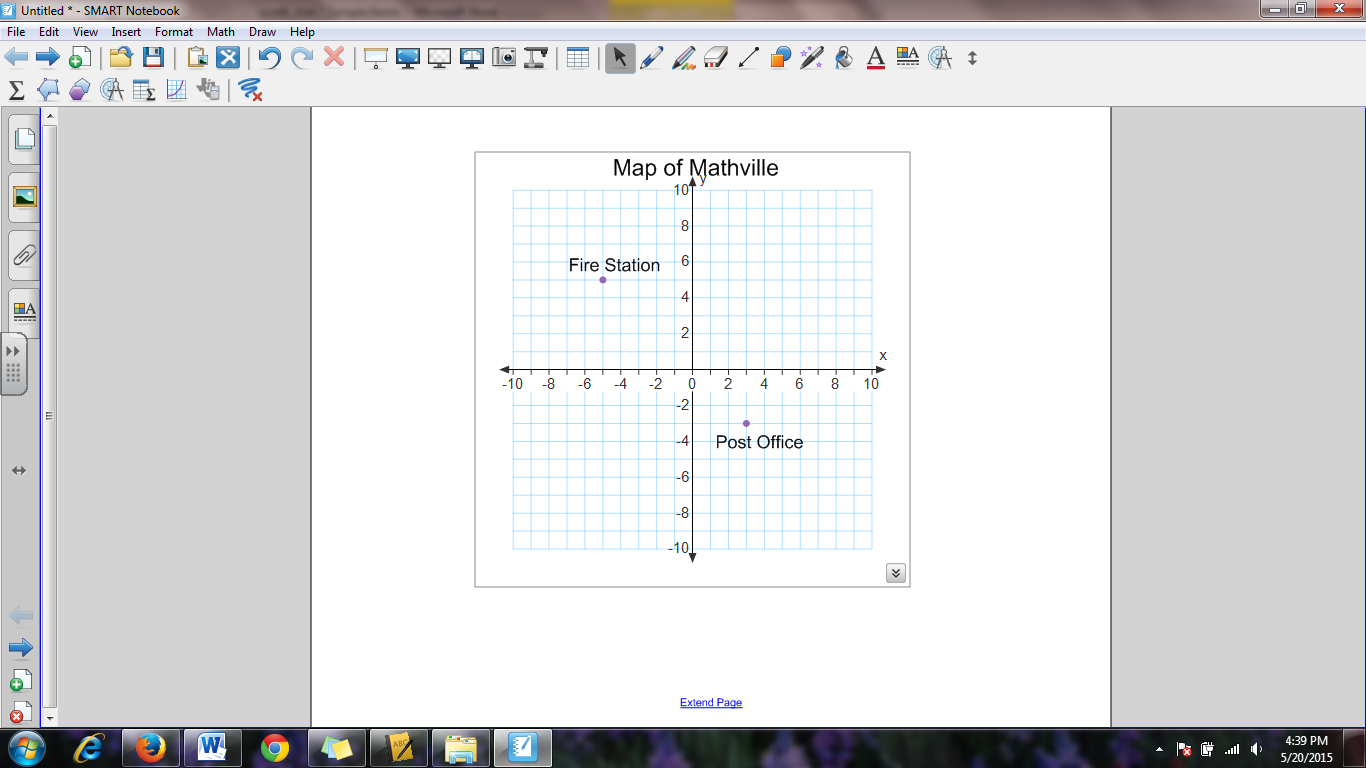 Untitled * - SMART Notebook
File Edit View Insert Format Math Draw Help
Map of Mathville
y
10
8
Fire Station 6
4
2
x
-10 -8 -6 -4 -2 0 2 4 6 8 10
-2
-4 Post Office
-6
-8
-10
Extend Page
4:39 PM
5/20/2015